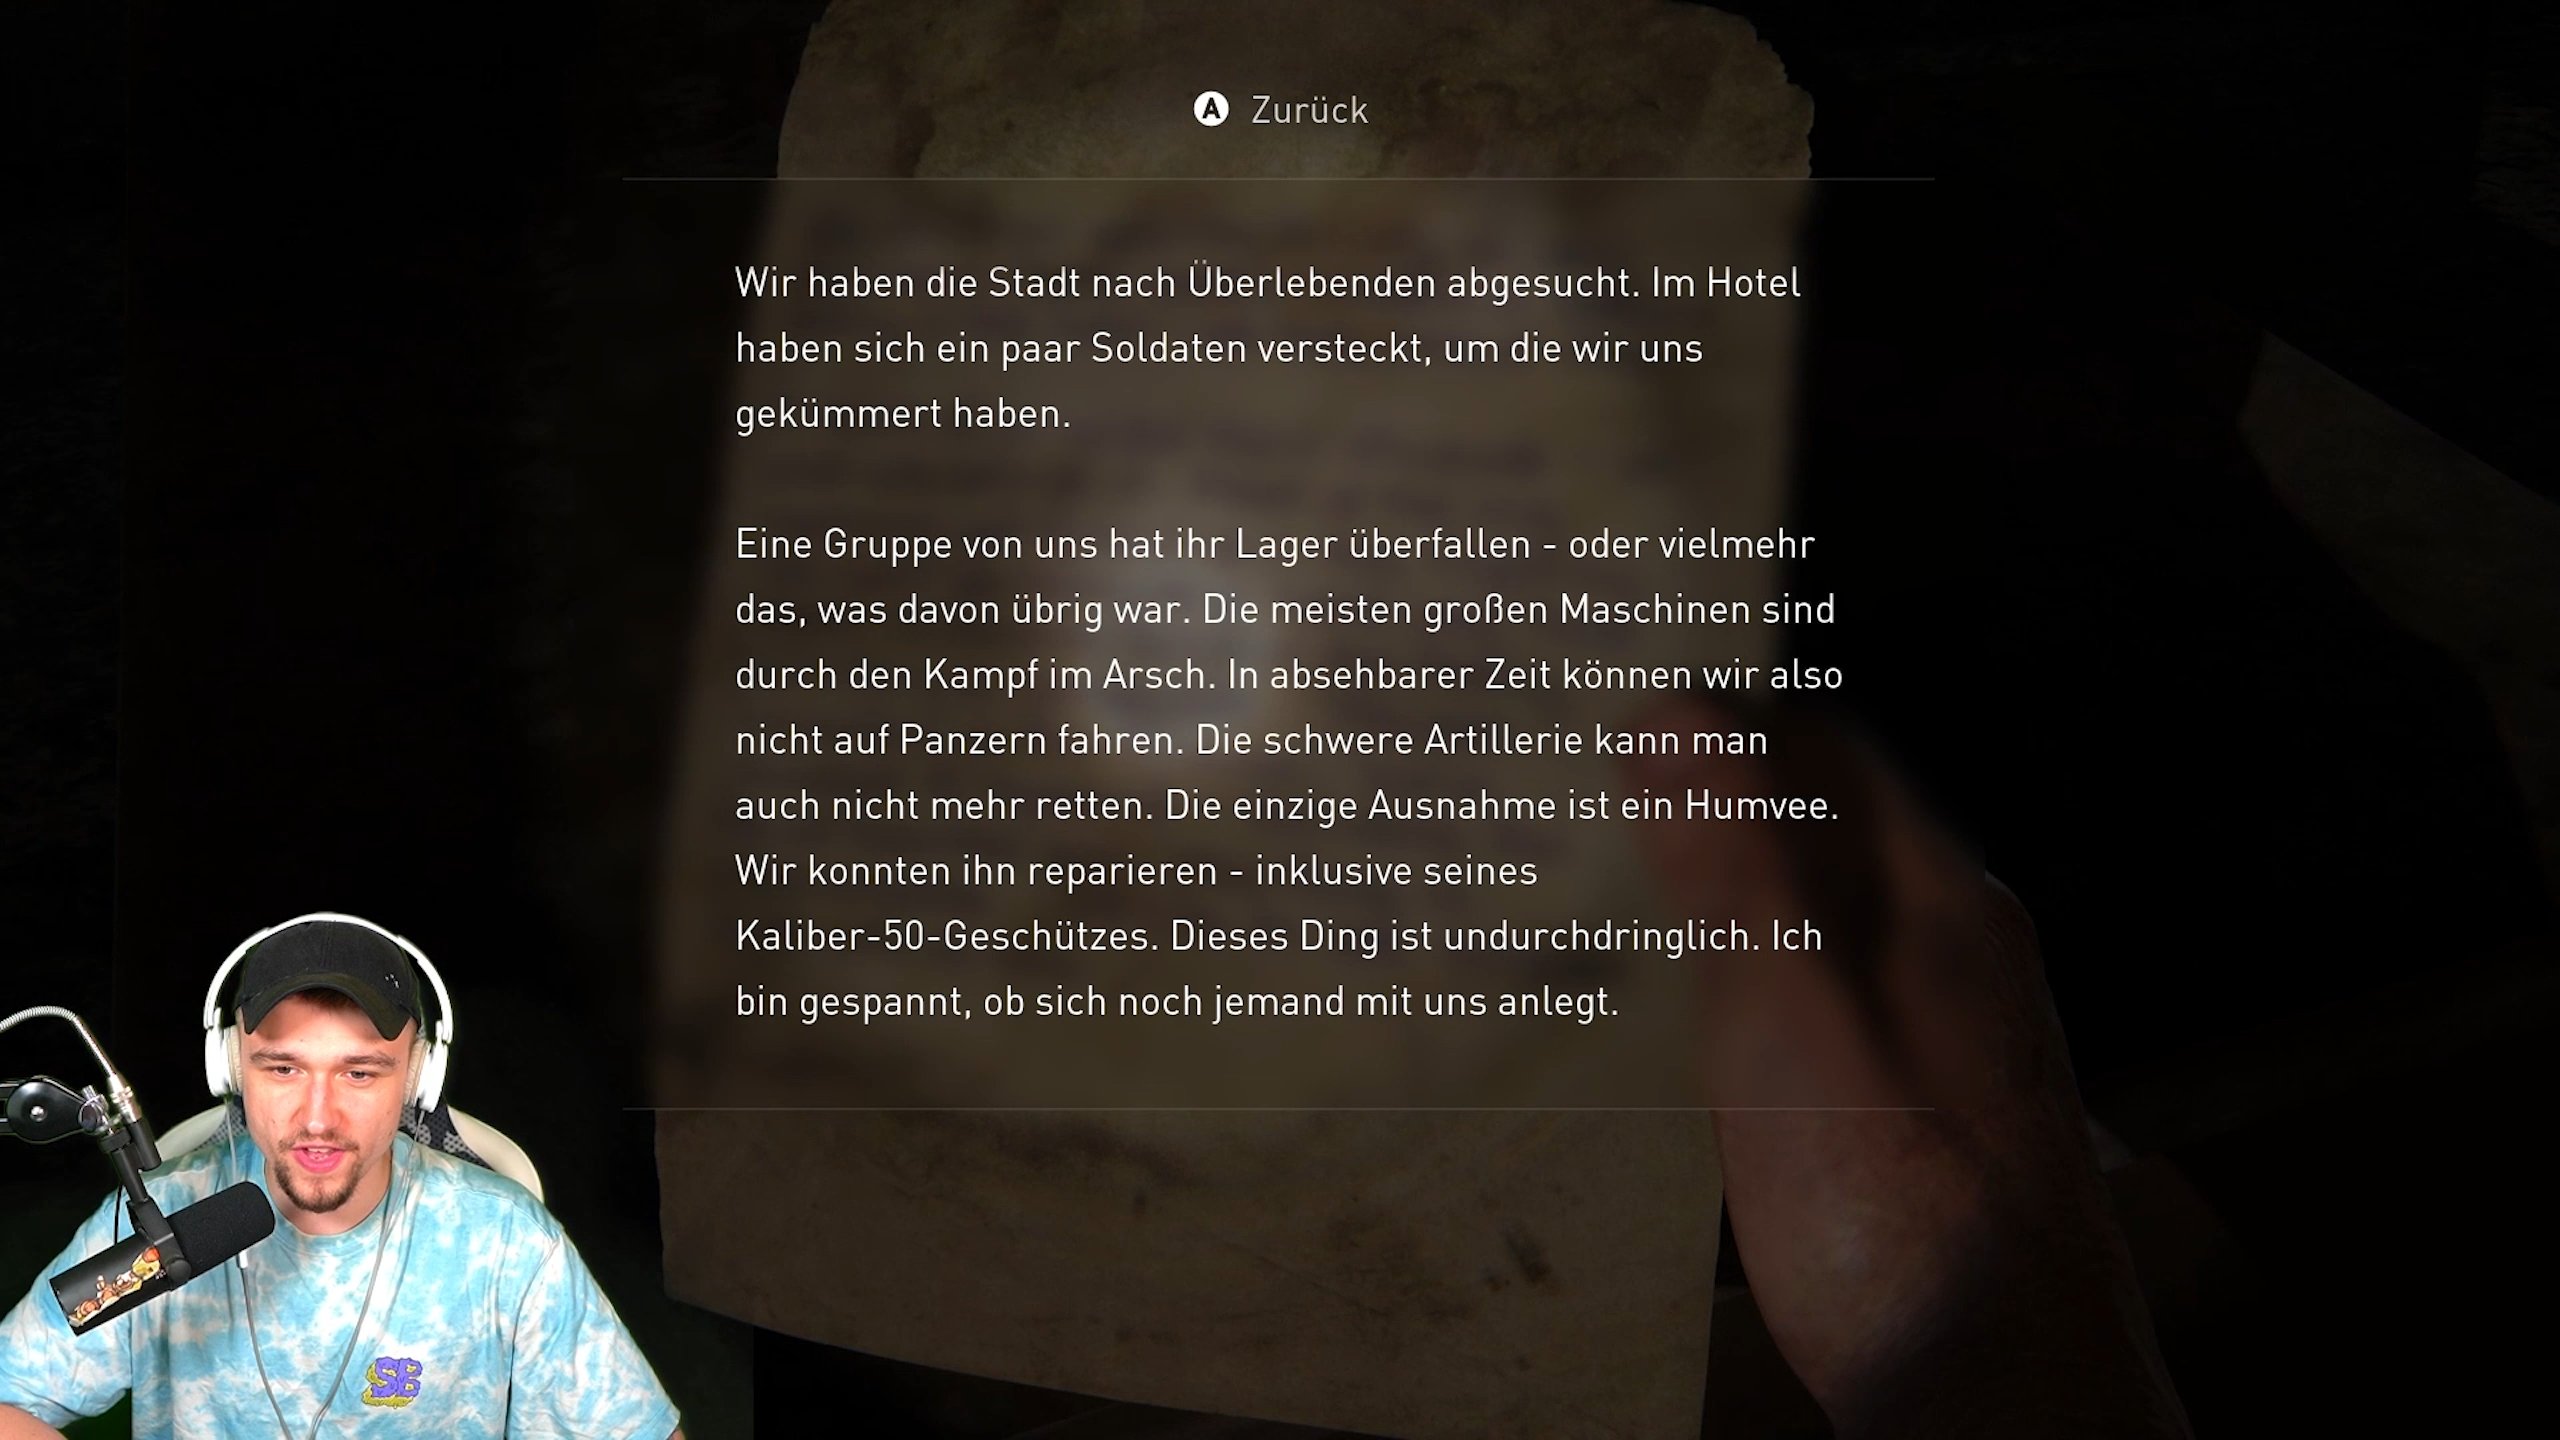 A Zurück
Wir haben die Stadt nach Überlebenden abgesucht. Im Hotel
haben sich ein paar Soldaten versteckt, um die wir uns
gekümmert haben.
Eine Gruppe von uns hat ihr Lager überfallen - oder vielmehr
das, was davon übrig war. Die meisten großen Maschinen sind
durch den Kampf im Arsch. In absehbarer Zeit können wir also
nicht auf Panzern fahren. Die schwere Artillerie kann man
auch nicht mehr retten. Die einzige Ausnahme ist ein Humvee.
Wir konnten ihn reparieren - inklusive seines
Kaliber-50-Geschützes. Dieses Ding ist undurchdringlich. Ich
bin gespannt, ob sich noch jemand mit uns anlegt.
SB